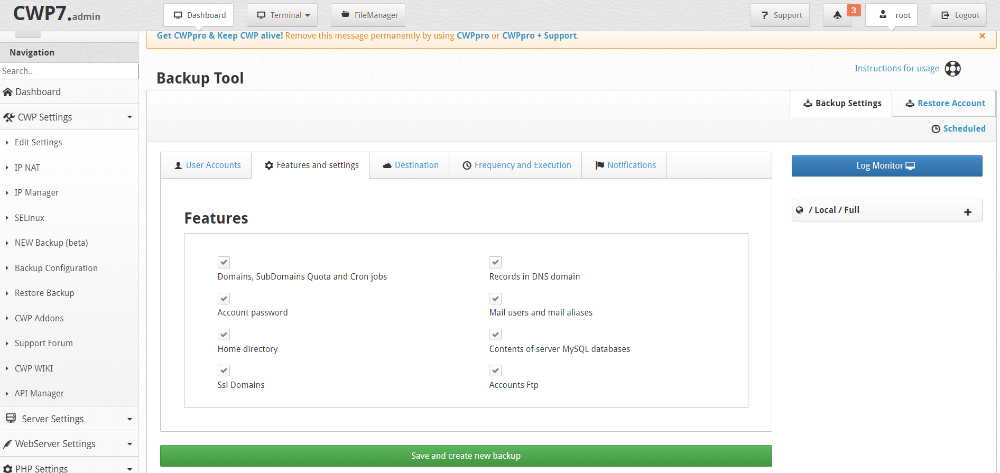 CWP7.admin
Dashboard
Terminal
FileManager
Support
3
root
Logout
Get CWPpro & Keep CWP alive! Remove this message permanently by using CWPpro or CWPpro + Support.
Navigation
Search..
Dashboard
CWP Settings
Edit Settings
IP NAT
IP Manager
SELinux
NEW Backup (beta)
Backup Configuration
Restore Backup
CWP Addons
Support Forum
CWP WIKI
API Manager
Server Settings
WebServer Settings
PHP Settings
Backup Tool
Instructions for usage
Backup Settings
Restore Account
Scheduled
User Accounts
Features and settings
Destination
Frequency and Execution
Notifications
Log Monitor
/ Local / Full
Features
Domains, SubDomains Quota and Cron jobs
Records in DNS domain
Account password
Mail users and mail aliases
Home directory
Contents of server MySQL databases
Ssl Domains
Accounts Ftp
Save and create new backup